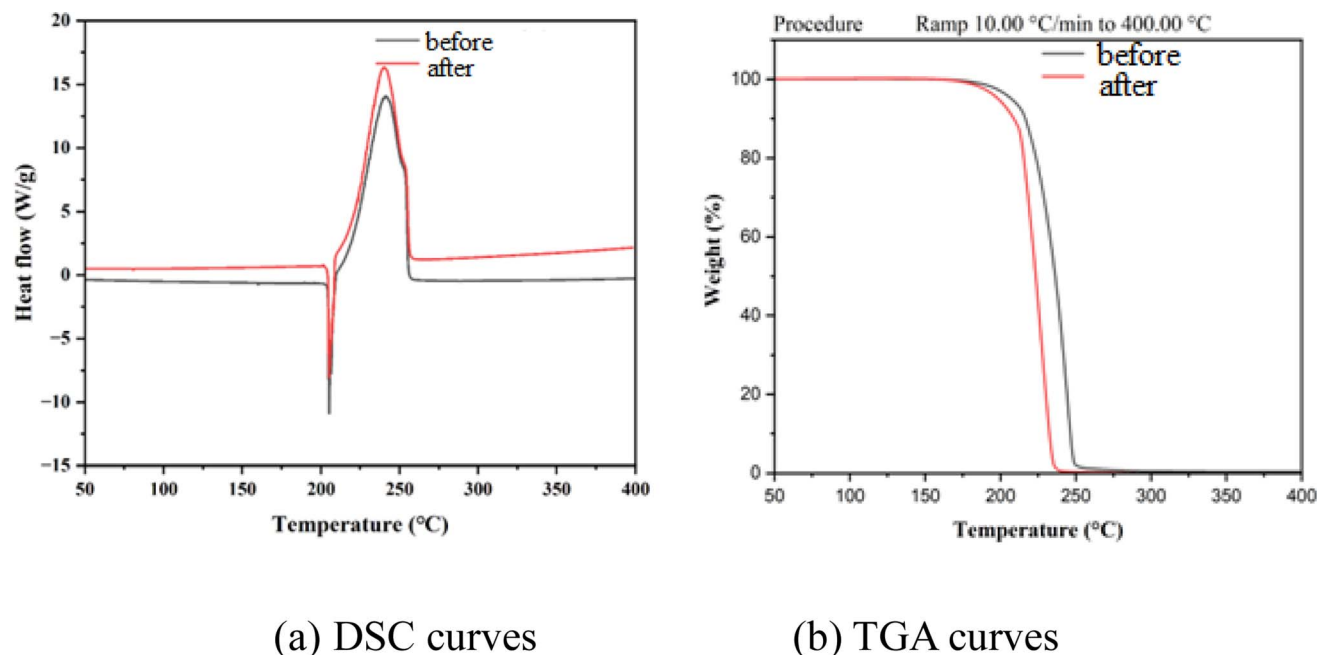 20
15
10
5
0
−5
−10
−15
Heat flow (W/g)
before
after
50 100 150 200 250 300 350 400
Temperature (°C)
Procedure Ramp 10.00 °C/min to 400.00 °C
before
after
100
80
60
40
20
0
Weight (%)
50 100 150 200 250 300 350 400
Temperature (°C)
(a) DSC curves
(b) TGA curves